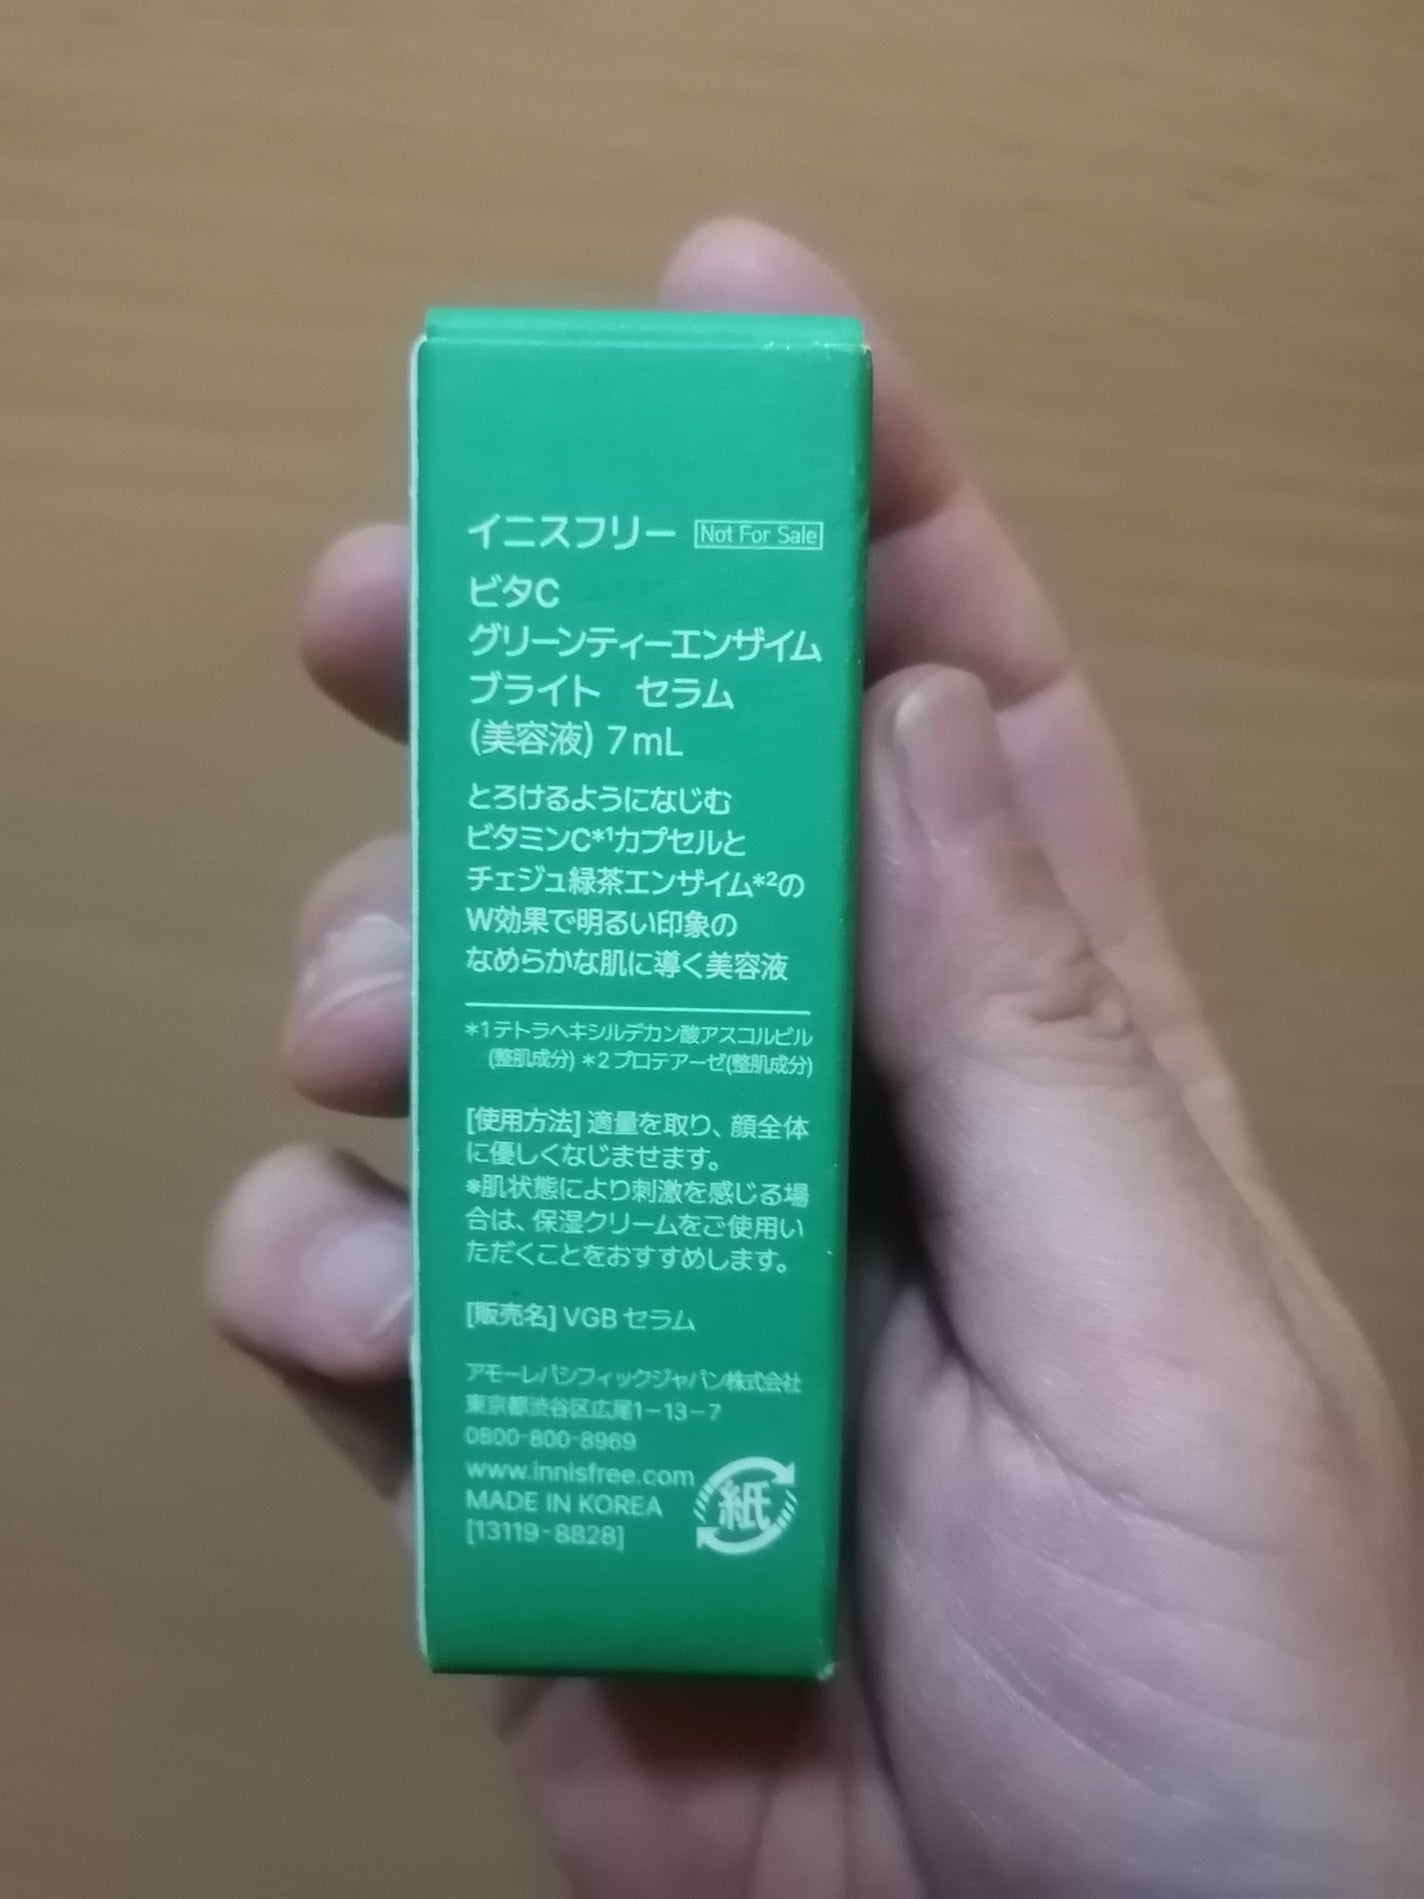 イニスフリー Not For Sale
ビタC
グリーンティーエンザイム
ブライト　セラム
(美容液) 7mL
とろけるようになじむ
ビタミンC*1カプセルと
チェジュ緑茶エンザイム*2の
W効果で明るい印象の
なめらかな肌に導く美容液
*1テトラヘキシルデカン酸アスコルビル
(整肌成分) *2プロテアーゼ(整肌成分)
[使用方法] 適量を取り、顔全体
に優しくなじませます。
*肌状態により刺激を感じる場
合は、保湿クリームをご使用い
ただくことをおすすめします。
[販売名] VGBセラム
アモーレパシフィックジャパン株式会社
東京都渋谷区広尾1-13-7
0800-800-8969
www.innisfree.com
MADE IN KOREA
[13119-8828]
紙